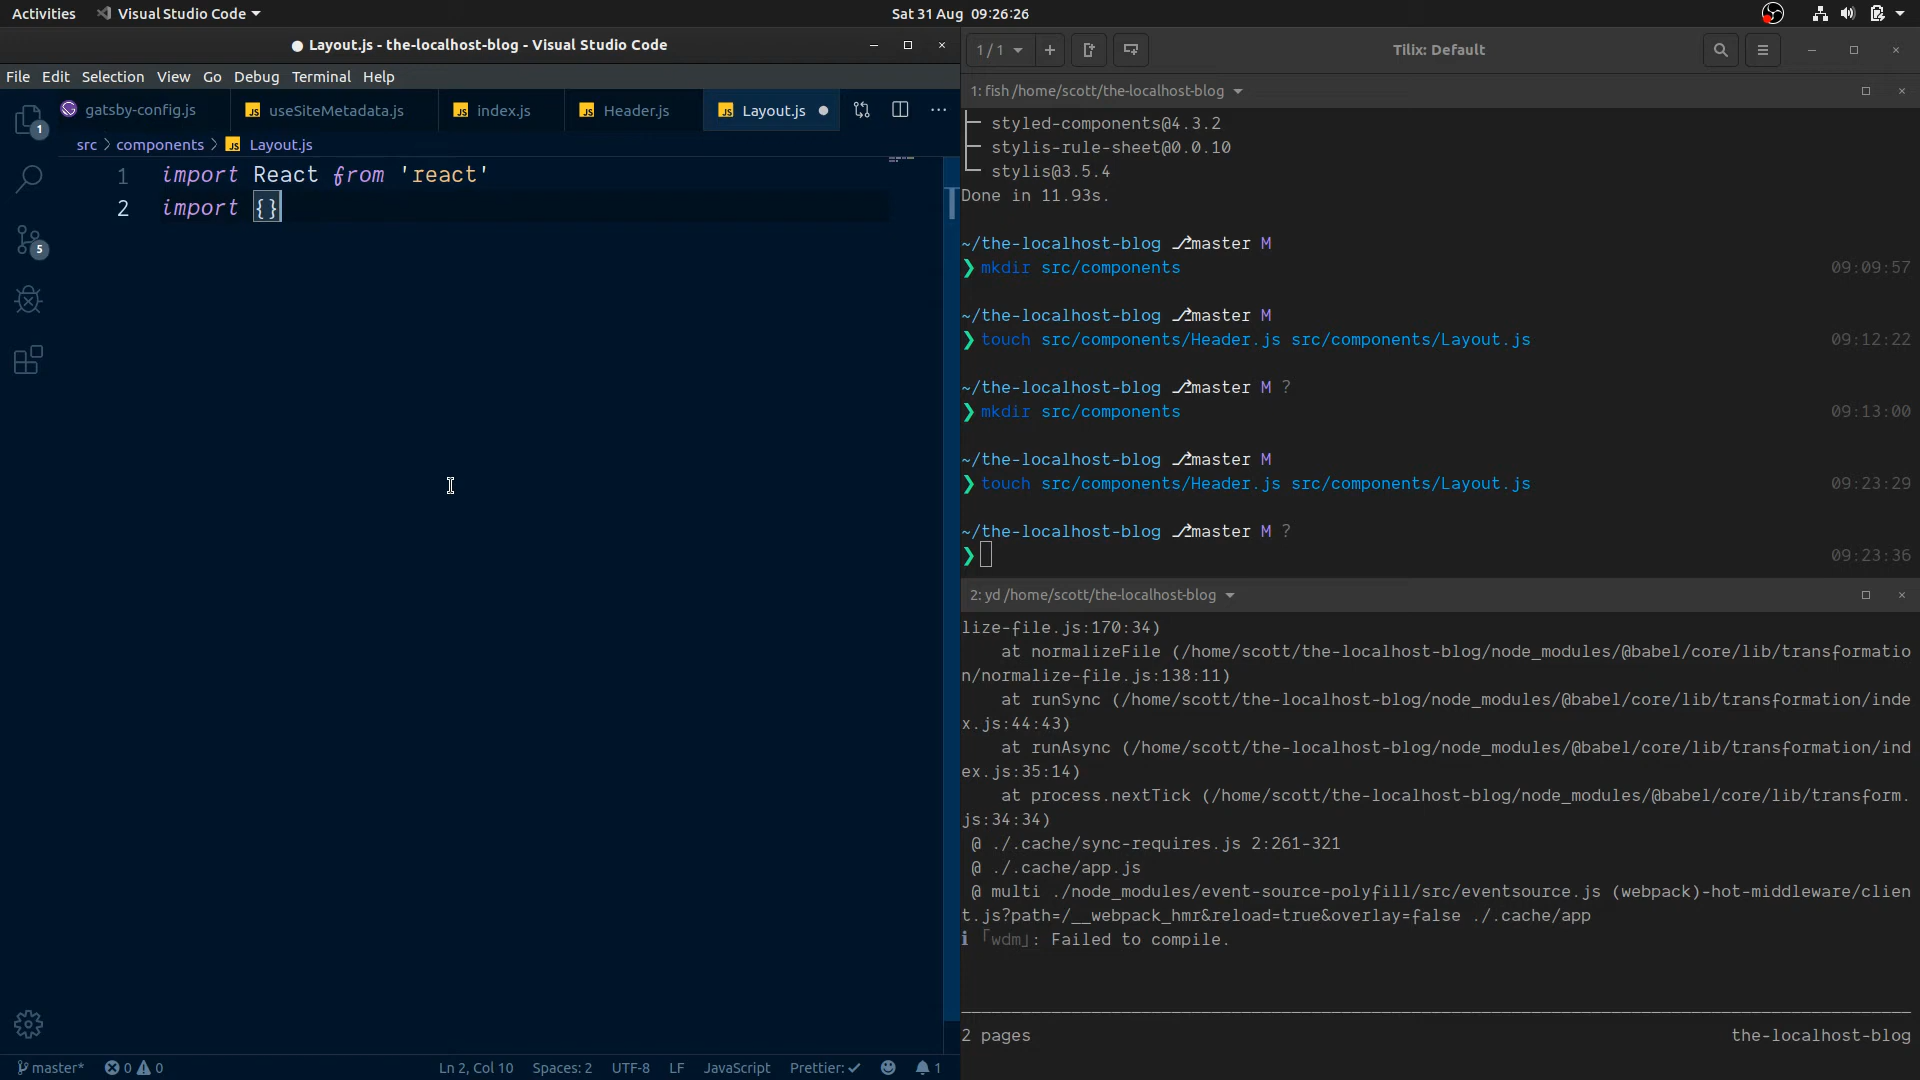 Activities Visual Studio Code Sat 31 Aug 09:26:26
● Layout.js - the-localhost-blog - Visual Studio Code
File Edit Selection View Go Debug Terminal Help
gatsby-config.js JS useSiteMetadata.js JS index.js JS Header.js JS Layout.js ●
src > components > JS Layout.js
1 import React from 'react'
2 import {}
1
5
master* 0 0 Ln 2, Col 10 Spaces: 2 UTF-8 LF JavaScript Prettier: ✓ 1
1 / 1 Tilix: Default
1: fish /home/scott/the-localhost-blog
├─ styled-components@4.3.2
├─ stylis-rule-sheet@0.0.10
└─ stylis@3.5.4
Done in 11.93s.
~/the-localhost-blog ⎇master M
❯ mkdir src/components 09:09:57
~/the-localhost-blog ⎇master M
❯ touch src/components/Header.js src/components/Layout.js 09:12:22
~/the-localhost-blog ⎇master M ?
❯ mkdir src/components 09:13:00
~/the-localhost-blog ⎇master M
❯ touch src/components/Header.js src/components/Layout.js 09:23:29
~/the-localhost-blog ⎇master M ?
❯ 09:23:36
2: yd /home/scott/the-localhost-blog
lize-file.js:170:34)
at normalizeFile (/home/scott/the-localhost-blog/node_modules/@babel/core/lib/transformatio
n/normalize-file.js:138:11)
at runSync (/home/scott/the-localhost-blog/node_modules/@babel/core/lib/transformation/inde
x.js:44:43)
at runAsync (/home/scott/the-localhost-blog/node_modules/@babel/core/lib/transformation/ind
ex.js:35:14)
at process.nextTick (/home/scott/the-localhost-blog/node_modules/@babel/core/lib/transform.
js:34:34)
@ ./.cache/sync-requires.js 2:261-321
@ ./.cache/app.js
@ multi ./node_modules/event-source-polyfill/src/eventsource.js (webpack)-hot-middleware/clien
t.js?path=/__webpack_hmr&reload=true&overlay=false ./.cache/app
ℹ ｢wdm｣: Failed to compile.
2 pages the-localhost-blog